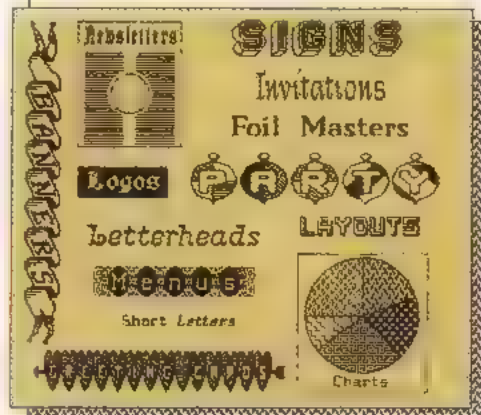 BANNERS
Newsletters
SIGNS
Invitations
Foil Masters
Logos
PARTY
Letterheads
LAYOUTS
Menus
Short Letters
GREETING CARDS
Charts